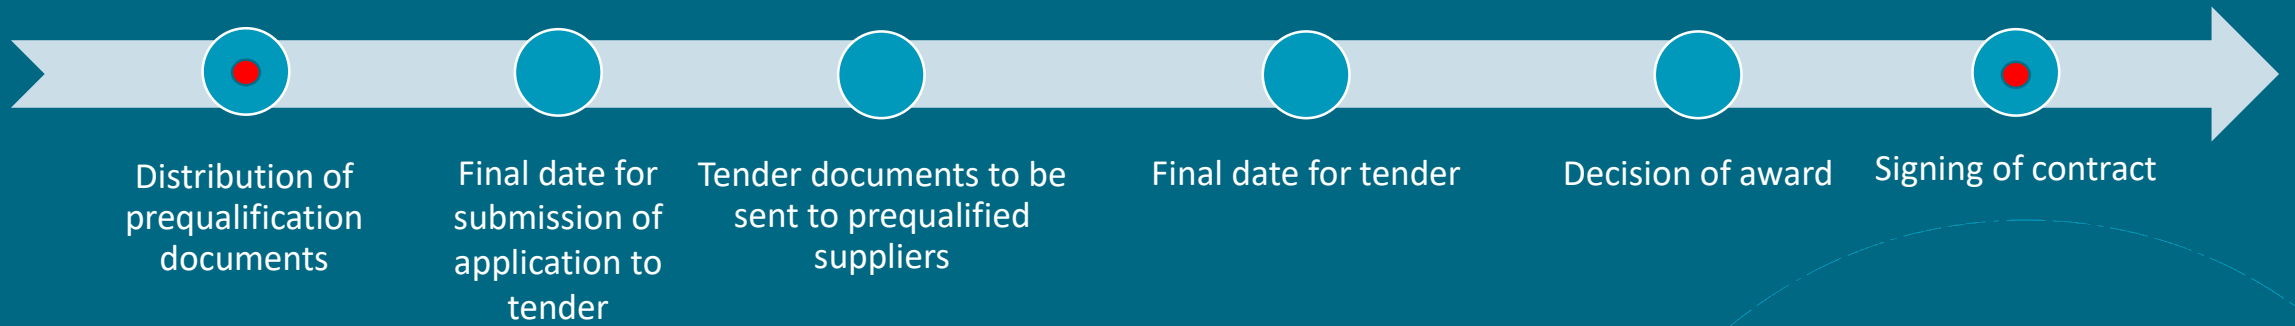 Distribution of
prequalification
documents
Final date for
submission of
application to
tender
Tender documents to be
sent to prequalified
suppliers
Final date for tender
Decision of award
Signing of contract